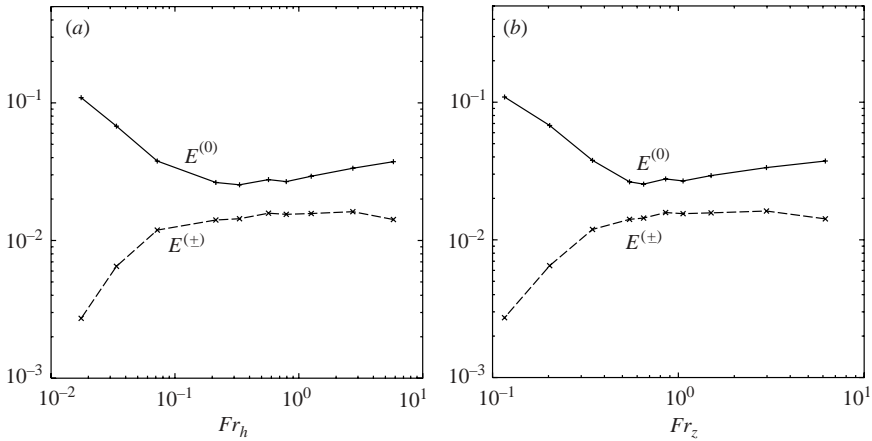 (a)
10^{-1}
10^{-2}
10^{-3}
E^{(0)}
E^{(±)}
10^{-2} 10^{-1} 10^{0} 10^{1}
Fr_h
(b)
10^{-1}
10^{-2}
10^{-3}
E^{(0)}
E^{(±)}
10^{-1} 10^{0} 10^{1}
Fr_z